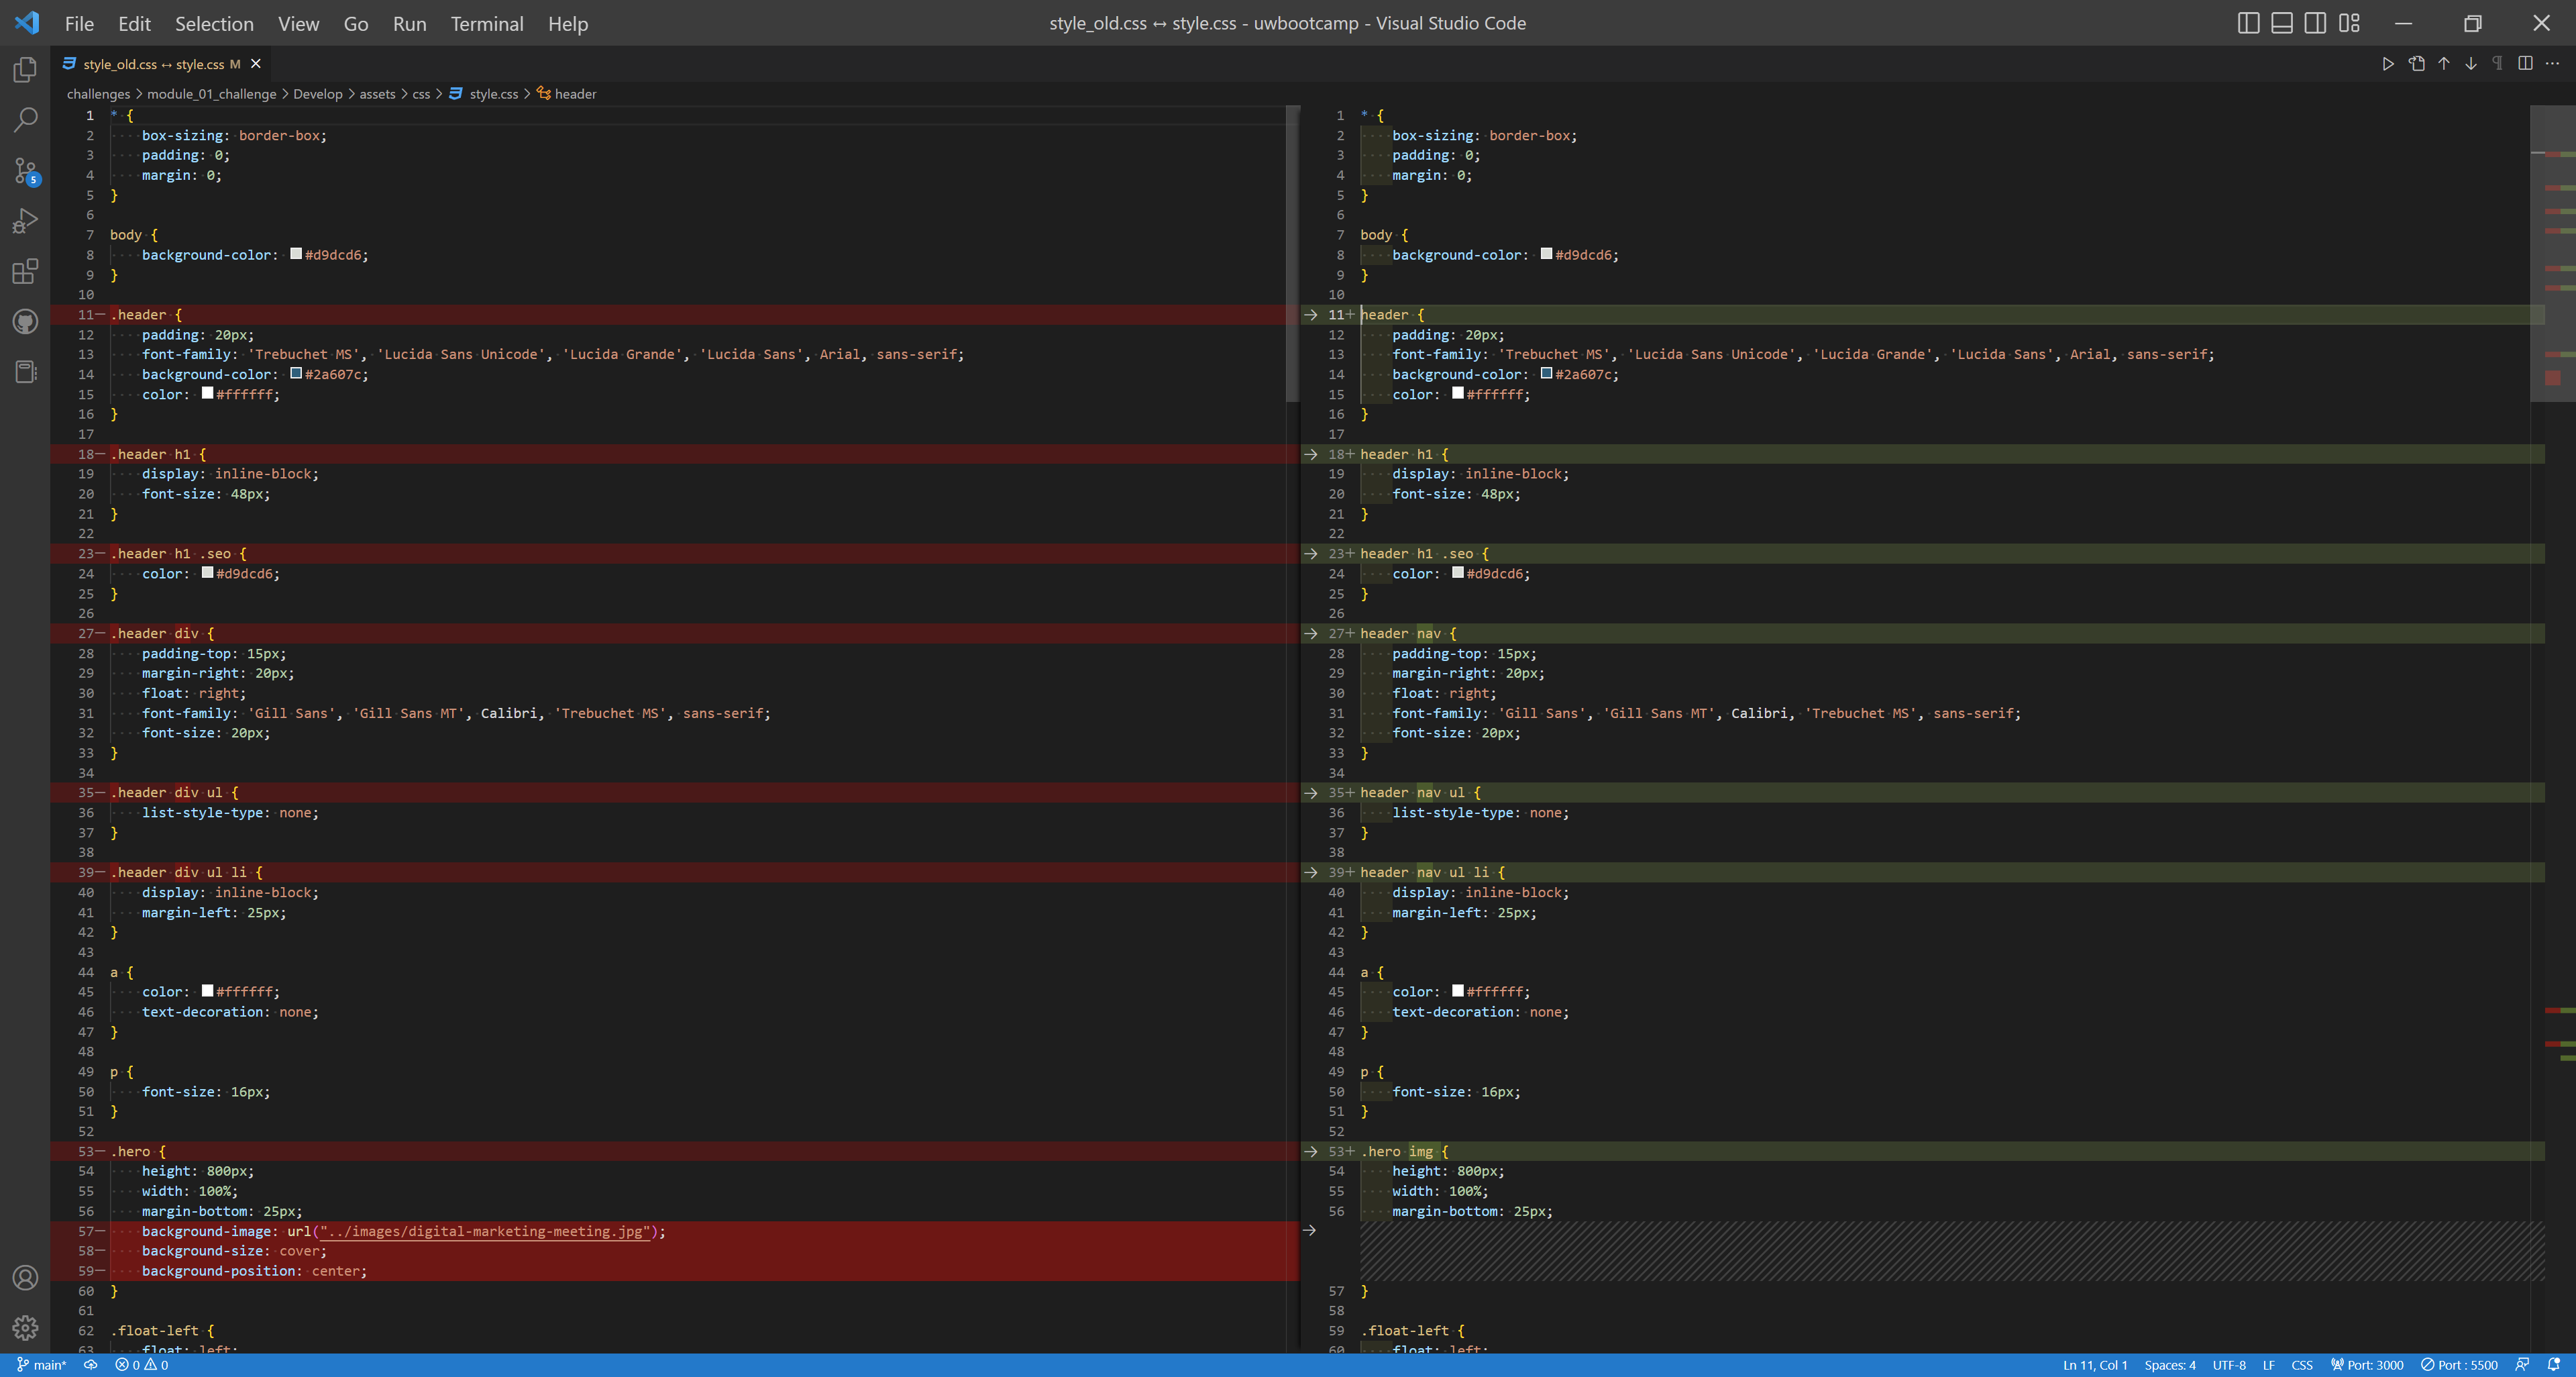 File Edit Selection View Go Run Terminal Help
style_old.css ↔ style.css - uwbootcamp - Visual Studio Code
style_old.css ↔ style.css M
challenges > module_01_challenge > Develop > assets > css > style.css > header
1 * {
2 box-sizing: border-box;
3 padding: 0;
4 margin: 0;
5 }
6
7 body {
8 background-color: #d9dcd6;
9 }
10
11− .header {
12 padding: 20px;
13 font-family: 'Trebuchet MS', 'Lucida Sans Unicode', 'Lucida Grande', 'Lucida Sans', Arial, sans-serif;
14 background-color: #2a607c;
15 color: #ffffff;
16 }
17
18− .header h1 {
19 display: inline-block;
20 font-size: 48px;
21 }
22
23− .header h1 .seo {
24 color: #d9dcd6;
25 }
26
27− .header div {
28 padding-top: 15px;
29 margin-right: 20px;
30 float: right;
31 font-family: 'Gill Sans', 'Gill Sans MT', Calibri, 'Trebuchet MS', sans-serif;
32 font-size: 20px;
33 }
34
35− .header div ul {
36 list-style-type: none;
37 }
38
39− .header div ul li {
40 display: inline-block;
41 margin-left: 25px;
42 }
43
44 a {
45 color: #ffffff;
46 text-decoration: none;
47 }
48
49 p {
50 font-size: 16px;
51 }
52
53− .hero {
54 height: 800px;
55 width: 100%;
56 margin-bottom: 25px;
57− background-image: url("../images/digital-marketing-meeting.jpg");
58− background-size: cover;
59− background-position: center;
60 }
61
62 .float-left {
63 float: left;
1 * {
2 box-sizing: border-box;
3 padding: 0;
4 margin: 0;
5 }
6
7 body {
8 background-color: #d9dcd6;
9 }
10
11+ header {
12 padding: 20px;
13 font-family: 'Trebuchet MS', 'Lucida Sans Unicode', 'Lucida Grande', 'Lucida Sans', Arial, sans-serif;
14 background-color: #2a607c;
15 color: #ffffff;
16 }
17
18+ header h1 {
19 display: inline-block;
20 font-size: 48px;
21 }
22
23+ header h1 .seo {
24 color: #d9dcd6;
25 }
26
27+ header nav {
28 padding-top: 15px;
29 margin-right: 20px;
30 float: right;
31 font-family: 'Gill Sans', 'Gill Sans MT', Calibri, 'Trebuchet MS', sans-serif;
32 font-size: 20px;
33 }
34
35+ header nav ul {
36 list-style-type: none;
37 }
38
39+ header nav ul li {
40 display: inline-block;
41 margin-left: 25px;
42 }
43
44 a {
45 color: #ffffff;
46 text-decoration: none;
47 }
48
49 p {
50 font-size: 16px;
51 }
52
53+ .hero img {
54 height: 800px;
55 width: 100%;
56 margin-bottom: 25px;
57 }
58
59 .float-left {
60 float: left;
5
main* 0 0 Ln 11, Col 1 Spaces: 4 UTF-8 LF CSS Port: 3000 Port : 5500